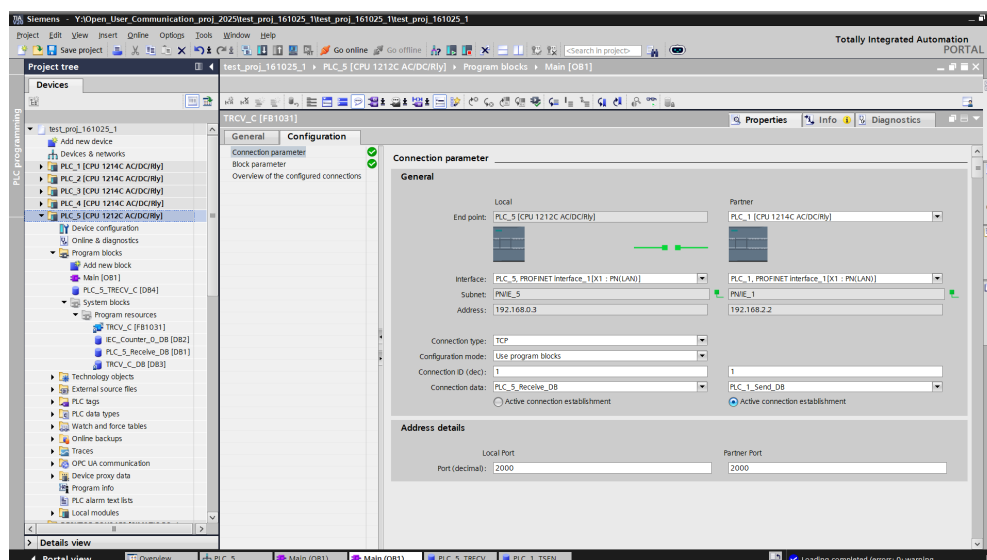 Siemens - Y:\Open_User_Communication_proj_2025\test_proj_161025_1\test_proj_161025_1\test_proj_161025_1
Project Edit View Insert Online Options Tools Window Help
Totally Integrated Automation
PORTAL
Save project Go online Go offline <Search in project>
Project tree
test_proj_161025_1 PLC_5 [CPU 1212C AC/DC/Rly] Program blocks Main [OB1]
Devices
PLC programming
TRCV_C [FB1031]
Properties Info Diagnostics
General Configuration
Connection parameter
Block parameter
Overview of the configured connections
test_proj_161025_1
Add new device
Devices & networks
PLC_1 [CPU 1214C AC/DC/Rly]
PLC_2 [CPU 1214C AC/DC/Rly]
PLC_3 [CPU 1214C AC/DC/Rly]
PLC_4 [CPU 1214C AC/DC/Rly]
PLC_5 [CPU 1212C AC/DC/Rly]
Device configuration
Online & diagnostics
Program blocks
Add new block
Main [OB1]
PLC_5_TRECV_C [DB4]
System blocks
Program resources
TRCV_C [FB1031]
IEC_Counter_0_DB [DB2]
PLC_5_Receive_DB [DB1]
TRCV_C_DB [DB3]
Technology objects
External source files
PLC tags
PLC data types
Watch and force tables
Online backups
Traces
OPC UA communication
Device proxy data
Program info
PLC alarm text lists
Local modules
Details view
Connection parameter
General
Local Partner
End point: PLC_5 [CPU 1212C AC/DC/Rly] PLC_1 [CPU 1214C AC/DC/Rly]
Interface: PLC_5, PROFINET interface_1[X1 : PN(LAN)] PLC_1, PROFINET interface_1[X1 : PN(LAN)]
Subnet: PN/IE_5 PN/IE_1
Address: 192.168.0.3 192.168.2.2
Connection type: TCP
Configuration mode: Use program blocks
Connection ID (dec): 1 1
Connection data: PLC_5_Receive_DB PLC_1_Send_DB
Active connection establishment Active connection establishment
Address details
Local Port Partner Port
Port (decimal): 2000 2000
Portal view Overview PLC_5 Main (OB1) Main (OB1) PLC_5_TRECV... PLC_1_TSEN...
Loading completed (errors: 0; warning...